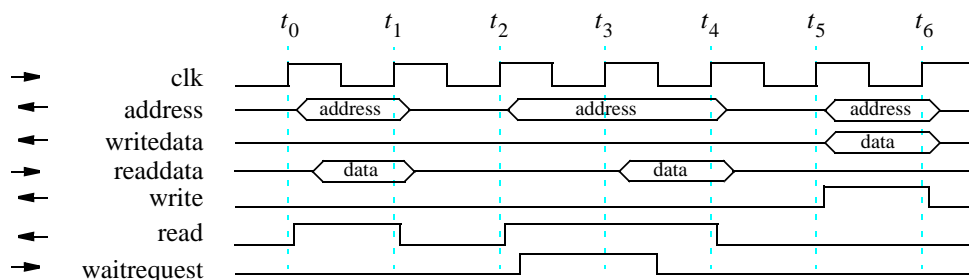 t0 t1 t2 t3 t4 t5 t6
clk
address address address address
writedata data
readdata data data
write
read
waitrequest